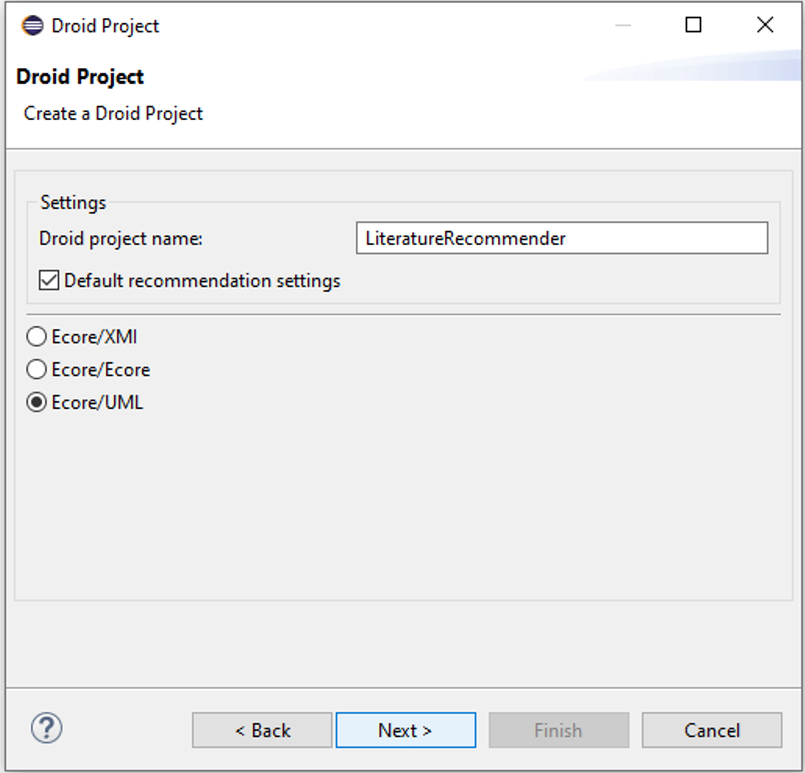 Droid Project
Droid Project
Create a Droid Project
Settings
Droid project name: LiteratureRecommender
Default recommendation settings
Ecore/XMI
Ecore/Ecore
Ecore/UML
? < Back Next > Finish Cancel